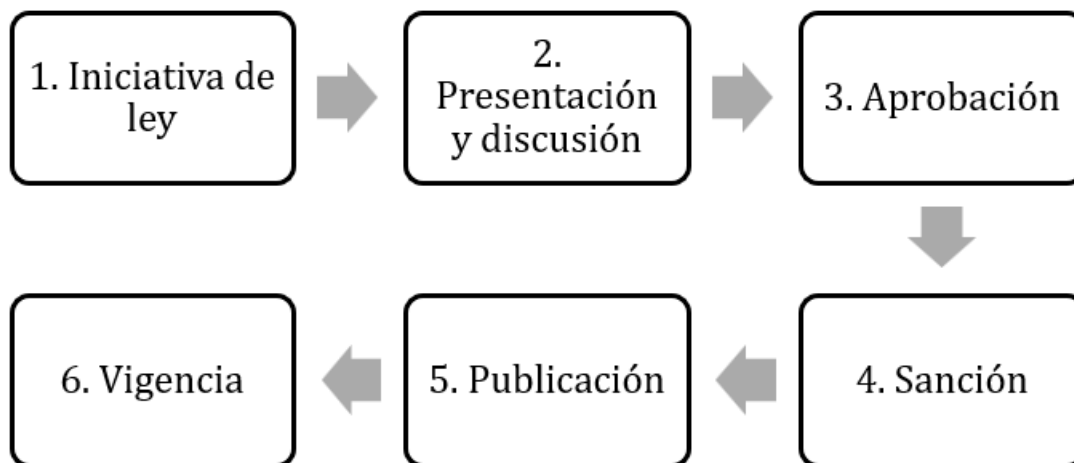 1. Iniciativa de
ley
2.
Presentación
y discusión
3. Aprobación
4. Sanción
5. Publicación
6. Vigencia